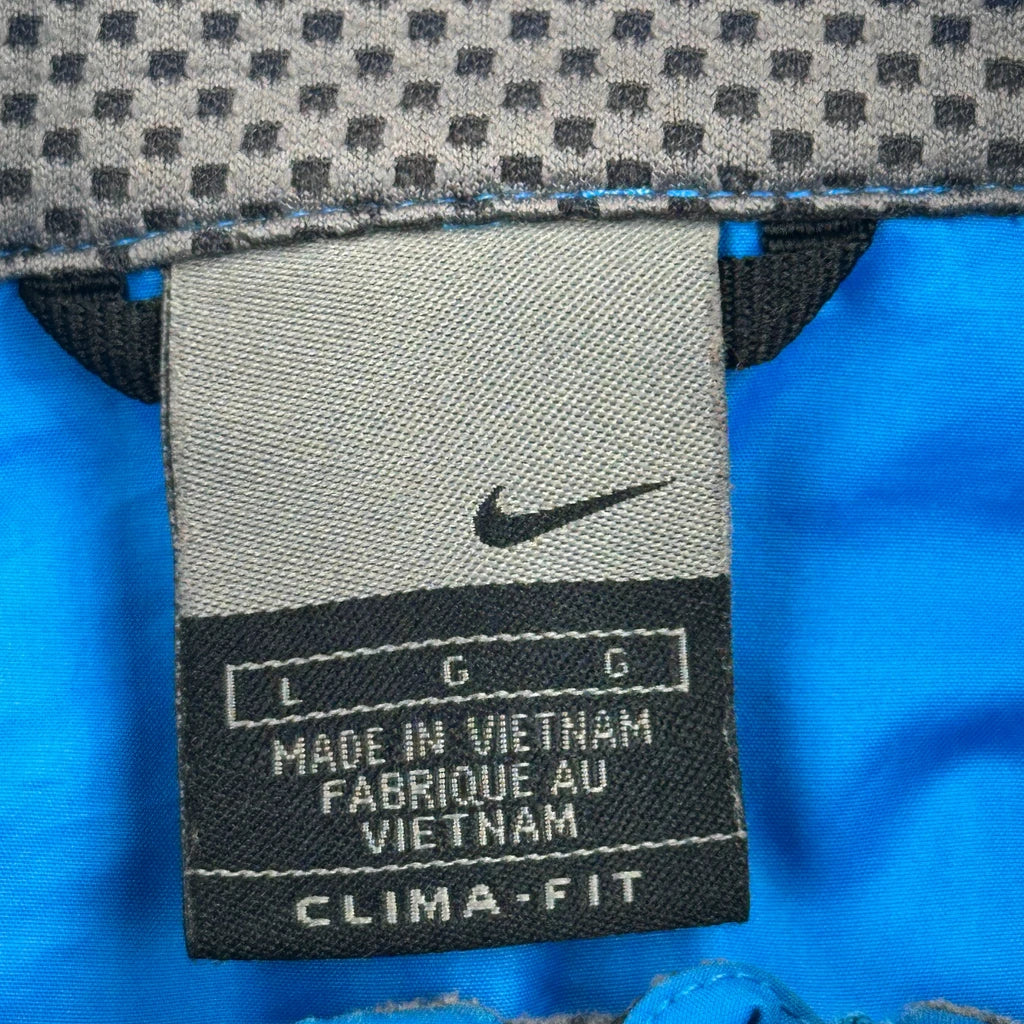 L G G
MADE IN VIETNAM
FABRIQUE AU
VIETNAM
CLIMA-FIT